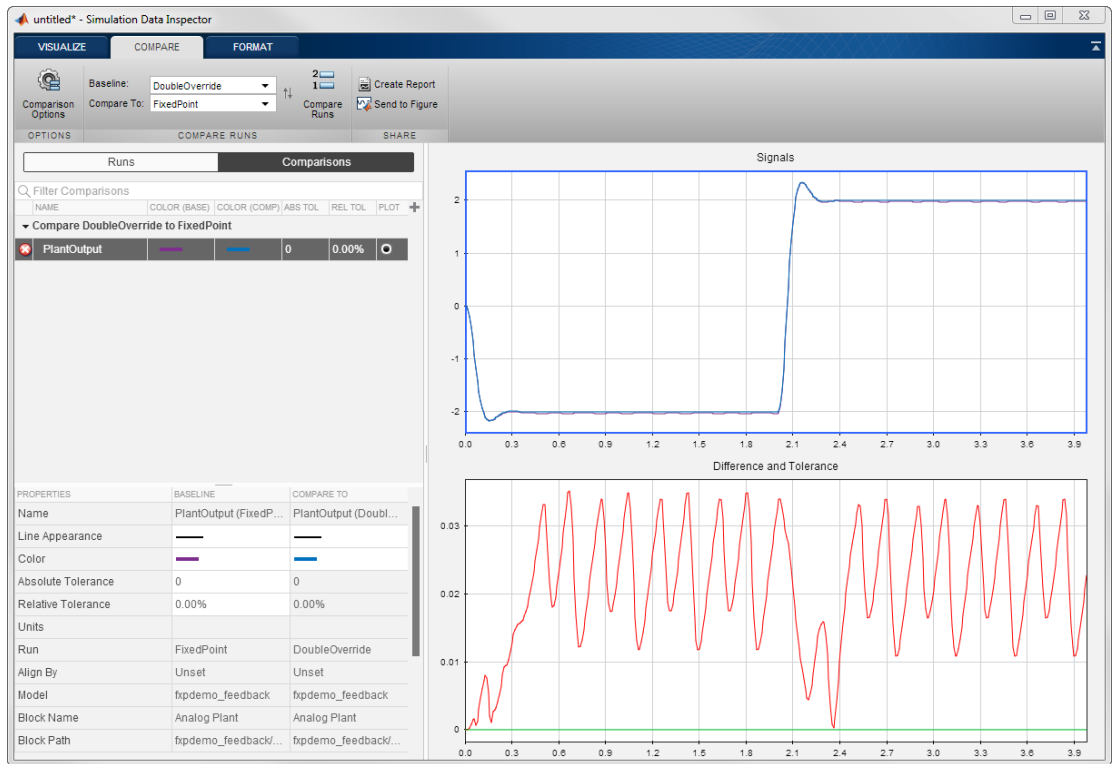 untitled* - Simulation Data Inspector
VISUALIZE COMPARE FORMAT
Comparison Options
Baseline: DoubleOverride
Compare To: FixedPoint
Compare Runs
Create Report
Send to Figure
OPTIONS COMPARE RUNS SHARE
Runs Comparisons
Filter Comparisons
NAME COLOR (BASE) COLOR (COMP) ABS TOL REL TOL PLOT
Compare DoubleOverride to FixedPoint
PlantOutput 0 0.00%
PROPERTIES BASELINE COMPARE TO
Name PlantOutput (FixedP... PlantOutput (Doubl...
Line Appearance
Color
Absolute Tolerance 0 0
Relative Tolerance 0.00% 0.00%
Units
Run FixedPoint DoubleOverride
Align By Unset Unset
Model fxpdemo_feedback fxpdemo_feedback
Block Name Analog Plant Analog Plant
Block Path fxpdemo_feedback/... fxpdemo_feedback/...
Signals
2
1
0
-1
-2
0.0 0.3 0.6 0.9 1.2 1.5 1.8 2.1 2.4 2.7 3.0 3.3 3.6 3.9
Difference and Tolerance
0.03
0.02
0.01
0
0.0 0.3 0.6 0.9 1.2 1.5 1.8 2.1 2.4 2.7 3.0 3.3 3.6 3.9